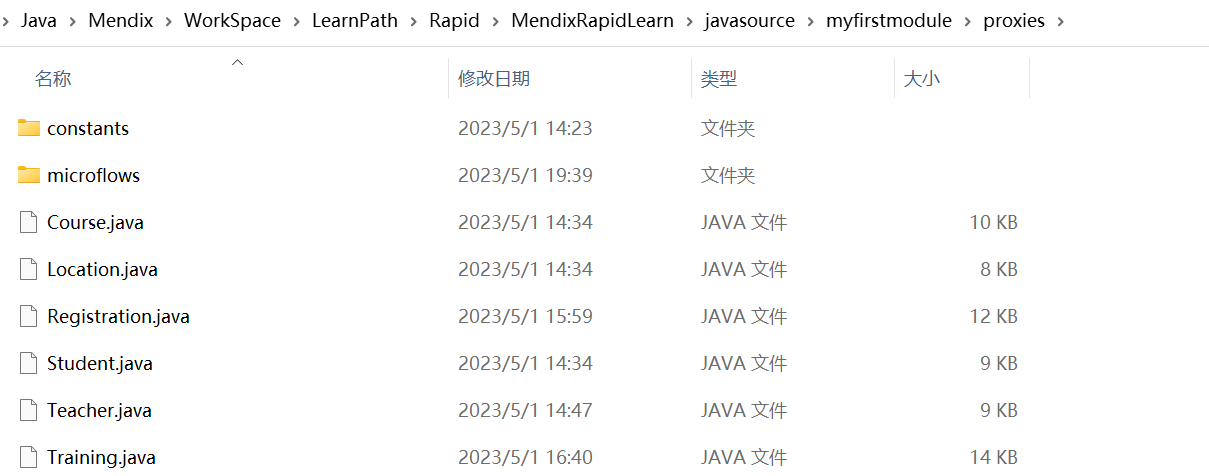 Java > Mendix > WorkSpace > LearnPath > Rapid > MendixRapidLearn > javasource > myfirstmodule > proxies >
名称 修改日期 类型 大小
constants 2023/5/1 14:23 文件夹
microflows 2023/5/1 19:39 文件夹
Course.java 2023/5/1 14:34 JAVA 文件 10 KB
Location.java 2023/5/1 14:34 JAVA 文件 8 KB
Registration.java 2023/5/1 15:59 JAVA 文件 12 KB
Student.java 2023/5/1 14:34 JAVA 文件 9 KB
Teacher.java 2023/5/1 14:47 JAVA 文件 9 KB
Training.java 2023/5/1 16:40 JAVA 文件 14 KB